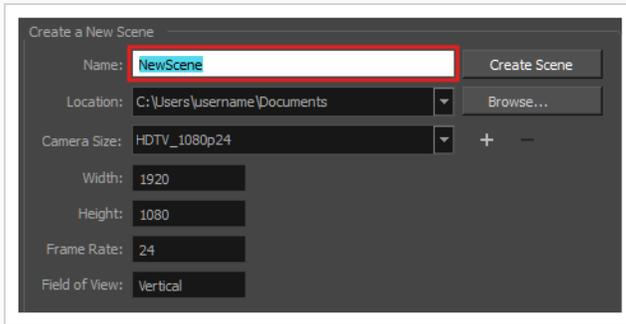 Create a New Scene
Name: NewScene Create Scene
Location: C:\Users\username\Documents Browse...
Camera Size: HDTV_1080p24 + −
Width: 1920
Height: 1080
Frame Rate: 24
Field of View: Vertical